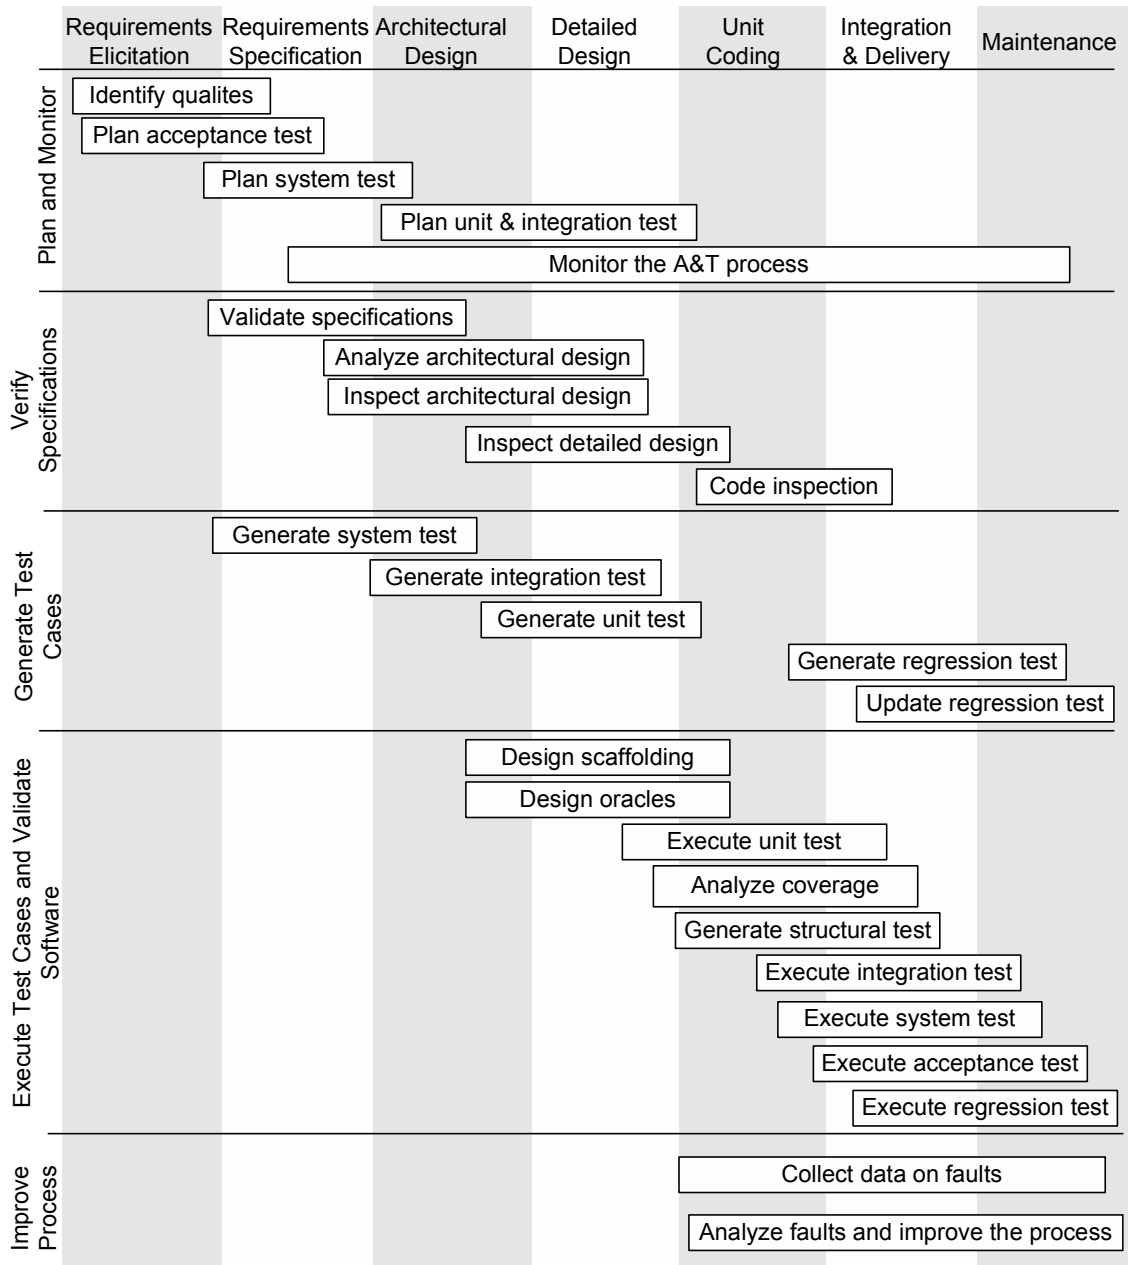 Requirements Elicitation
Requirements Specification
Architectural Design
Detailed Design
Unit Coding
Integration & Delivery
Maintenance
Plan and Monitor
Identify qualites
Plan acceptance test
Plan system test
Plan unit & integration test
Monitor the A&T process
Verify
Specifications
Validate specifications
Analyze architectural design
Inspect architectural design
Inspect detailed design
Code inspection
Generate Test
Cases
Generate system test
Generate integration test
Generate unit test
Generate regression test
Update regression test
Execute Test Cases and Validate
Software
Design scaffolding
Design oracles
Execute unit test
Analyze coverage
Generate structural test
Execute integration test
Execute system test
Execute acceptance test
Execute regression test
Improve
Process
Collect data on faults
Analyze faults and improve the process